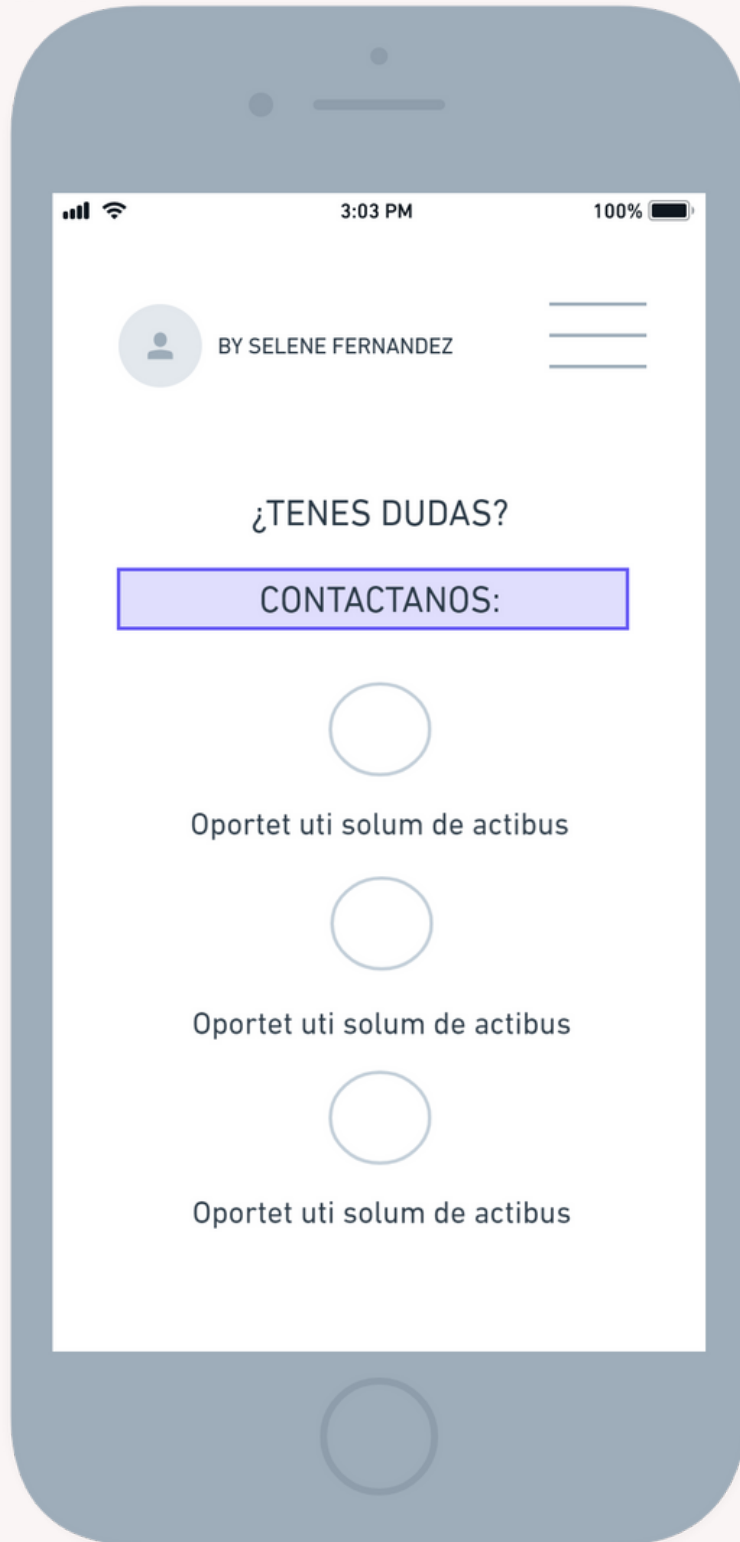 3:03 PM 100%
BY SELENE FERNANDEZ
¿TENES DUDAS?
CONTACTANOS:
Oportet uti solum de actibus
Oportet uti solum de actibus
Oportet uti solum de actibus